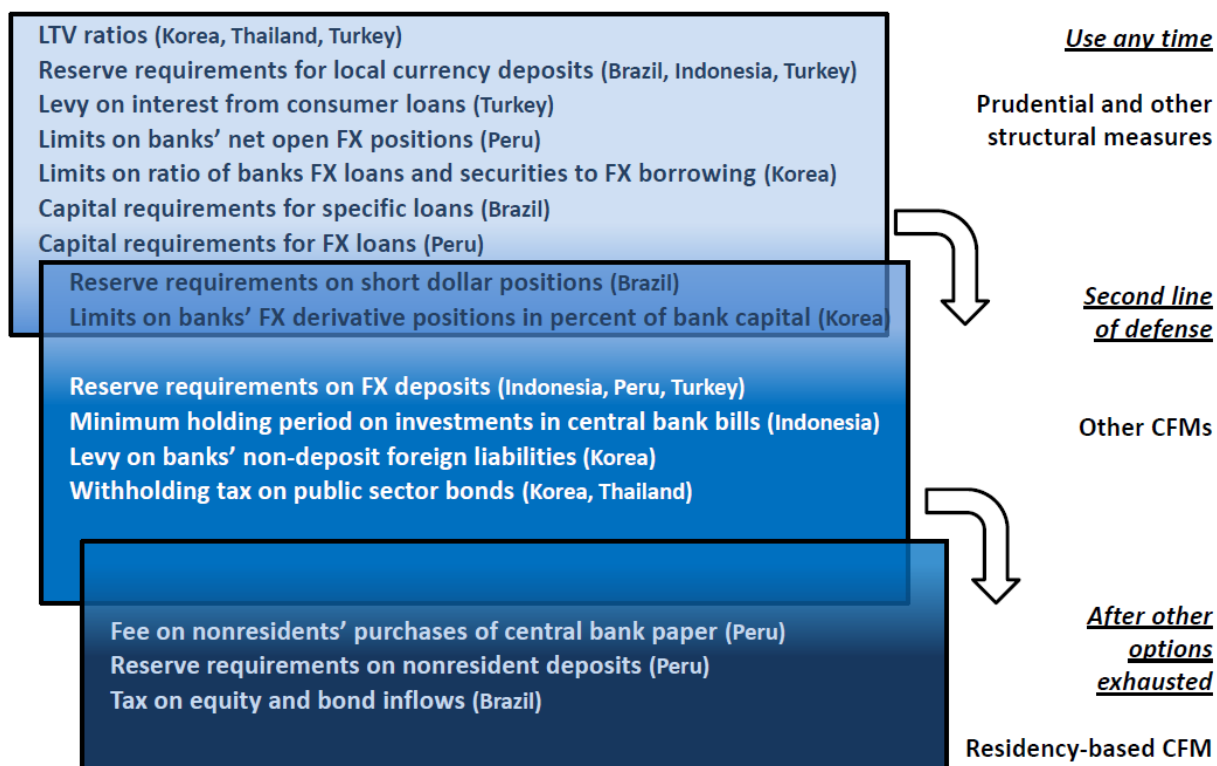 LTV ratios (Korea, Thailand, Turkey)
Reserve requirements for local currency deposits (Brazil, Indonesia, Turkey)
Levy on interest from consumer loans (Turkey)
Limits on banks’ net open FX positions (Peru)
Limits on ratio of banks FX loans and securities to FX borrowing (Korea)
Capital requirements for specific loans (Brazil)
Capital requirements for FX loans (Peru)
Reserve requirements on short dollar positions (Brazil)
Limits on banks’ FX derivative positions in percent of bank capital (Korea)
Reserve requirements on FX deposits (Indonesia, Peru, Turkey)
Minimum holding period on investments in central bank bills (Indonesia)
Levy on banks’ non-deposit foreign liabilities (Korea)
Withholding tax on public sector bonds (Korea, Thailand)
Fee on nonresidents’ purchases of central bank paper (Peru)
Reserve requirements on nonresident deposits (Peru)
Tax on equity and bond inflows (Brazil)
Use any time
Prudential and other
structural measures
Second line
of defense
Other CFMs
After other
options
exhausted
Residency-based CFM